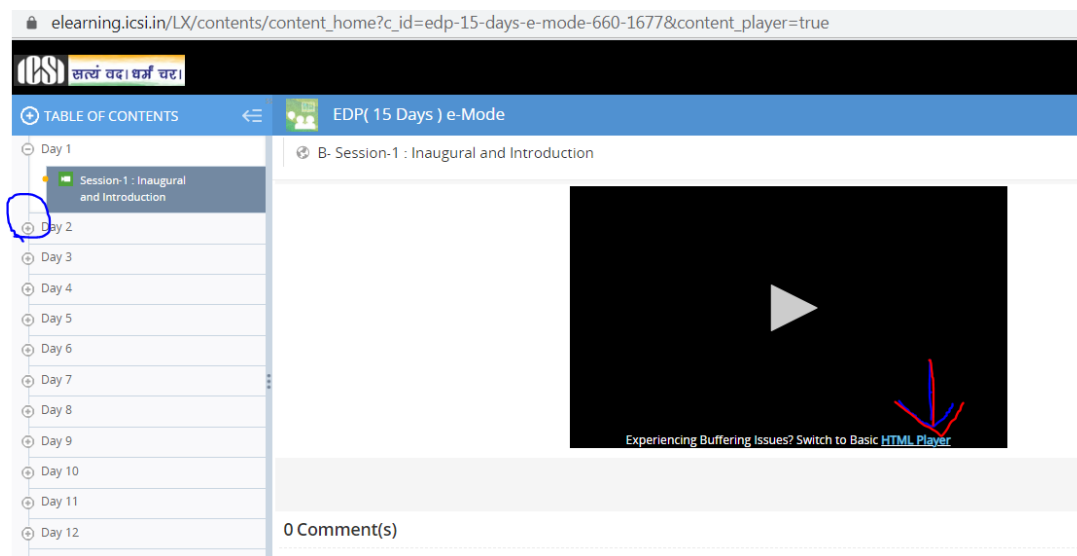 elearning.icsi.in/LX/contents/content_home?c_id=edp-15-days-e-mode-660-1677&content_player=true
ICSI सत्यं वद। धर्मं चर।
TABLE OF CONTENTS
EDP( 15 Days ) e-Mode
Day 1
B- Session-1 : Inaugural and Introduction
Session-1 : Inaugural
and Introduction
Day 2
Day 3
Day 4
Day 5
Day 6
Day 7
Day 8
Day 9
Day 10
Day 11
Day 12
Experiencing Buffering Issues? Switch to Basic HTML Player
0 Comment(s)